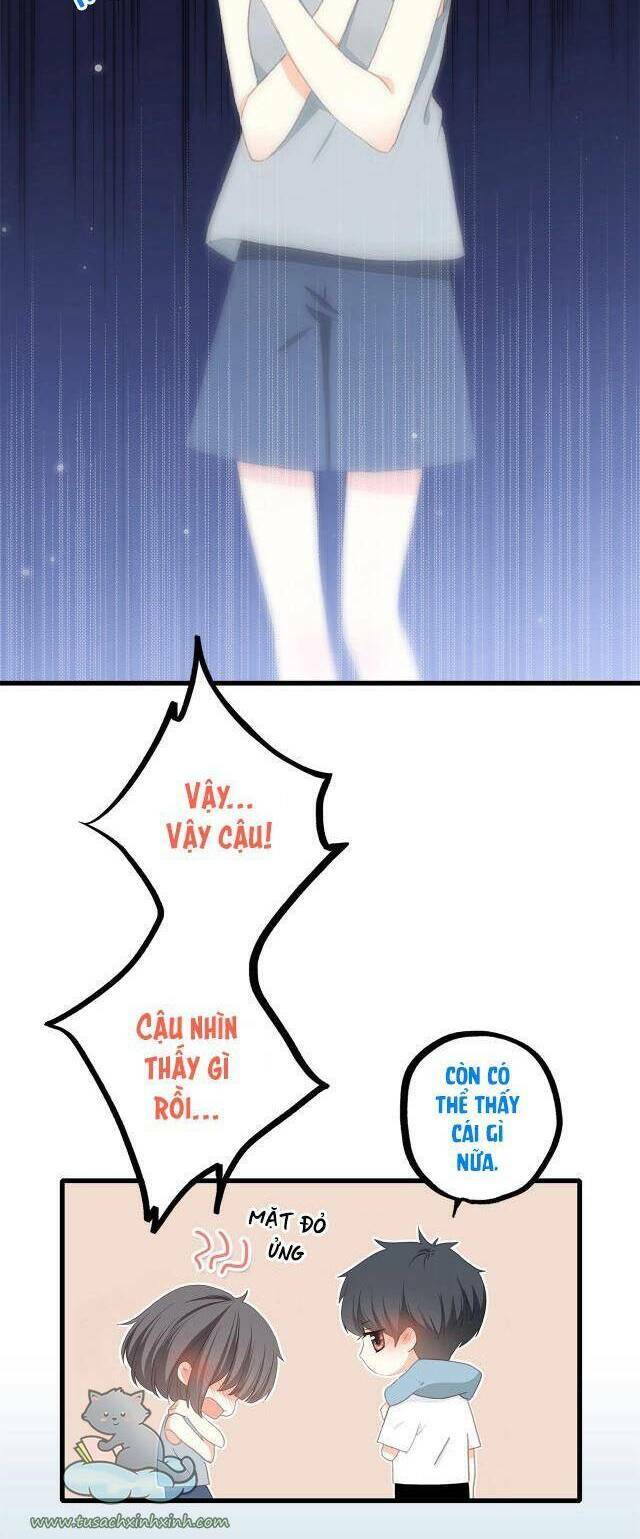 VẬY...
VẬY CẬU!
CẬU NHÌN
THẤY GÌ
RỒI...
CÒN CÓ
THỂ THẤY
CÁI GÌ
NỮA.
MẶT ĐỎ
ỬNG
www.tusachxinhxinh.com